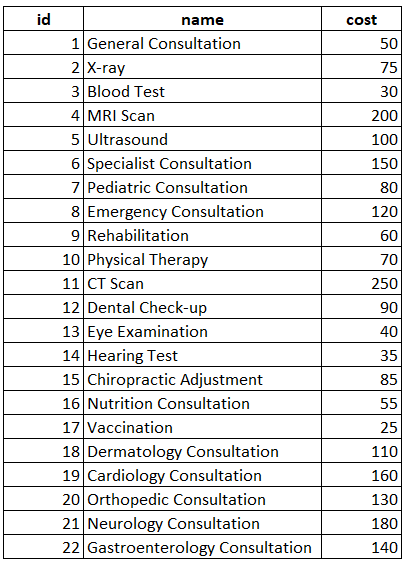 id name cost
1 General Consultation 50
2 X-ray 75
3 Blood Test 30
4 MRI Scan 200
5 Ultrasound 100
6 Specialist Consultation 150
7 Pediatric Consultation 80
8 Emergency Consultation 120
9 Rehabilitation 60
10 Physical Therapy 70
11 CT Scan 250
12 Dental Check-up 90
13 Eye Examination 40
14 Hearing Test 35
15 Chiropractic Adjustment 85
16 Nutrition Consultation 55
17 Vaccination 25
18 Dermatology Consultation 110
19 Cardiology Consultation 160
20 Orthopedic Consultation 130
21 Neurology Consultation 180
22 Gastroenterology Consultation 140